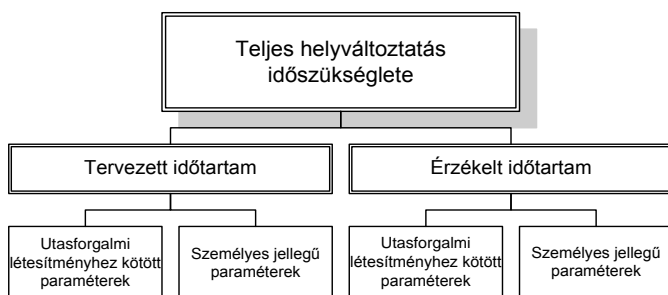 Teljes helyváltoztatás
időszükséglete
Tervezett időtartam
Érzékelt időtartam
Utasforgalmi
létesítményhez kötött
paraméterek
Személyes jellegű
paraméterek
Utasforgalmi
létesítményhez kötött
paraméterek
Személyes jellegű
paraméterek